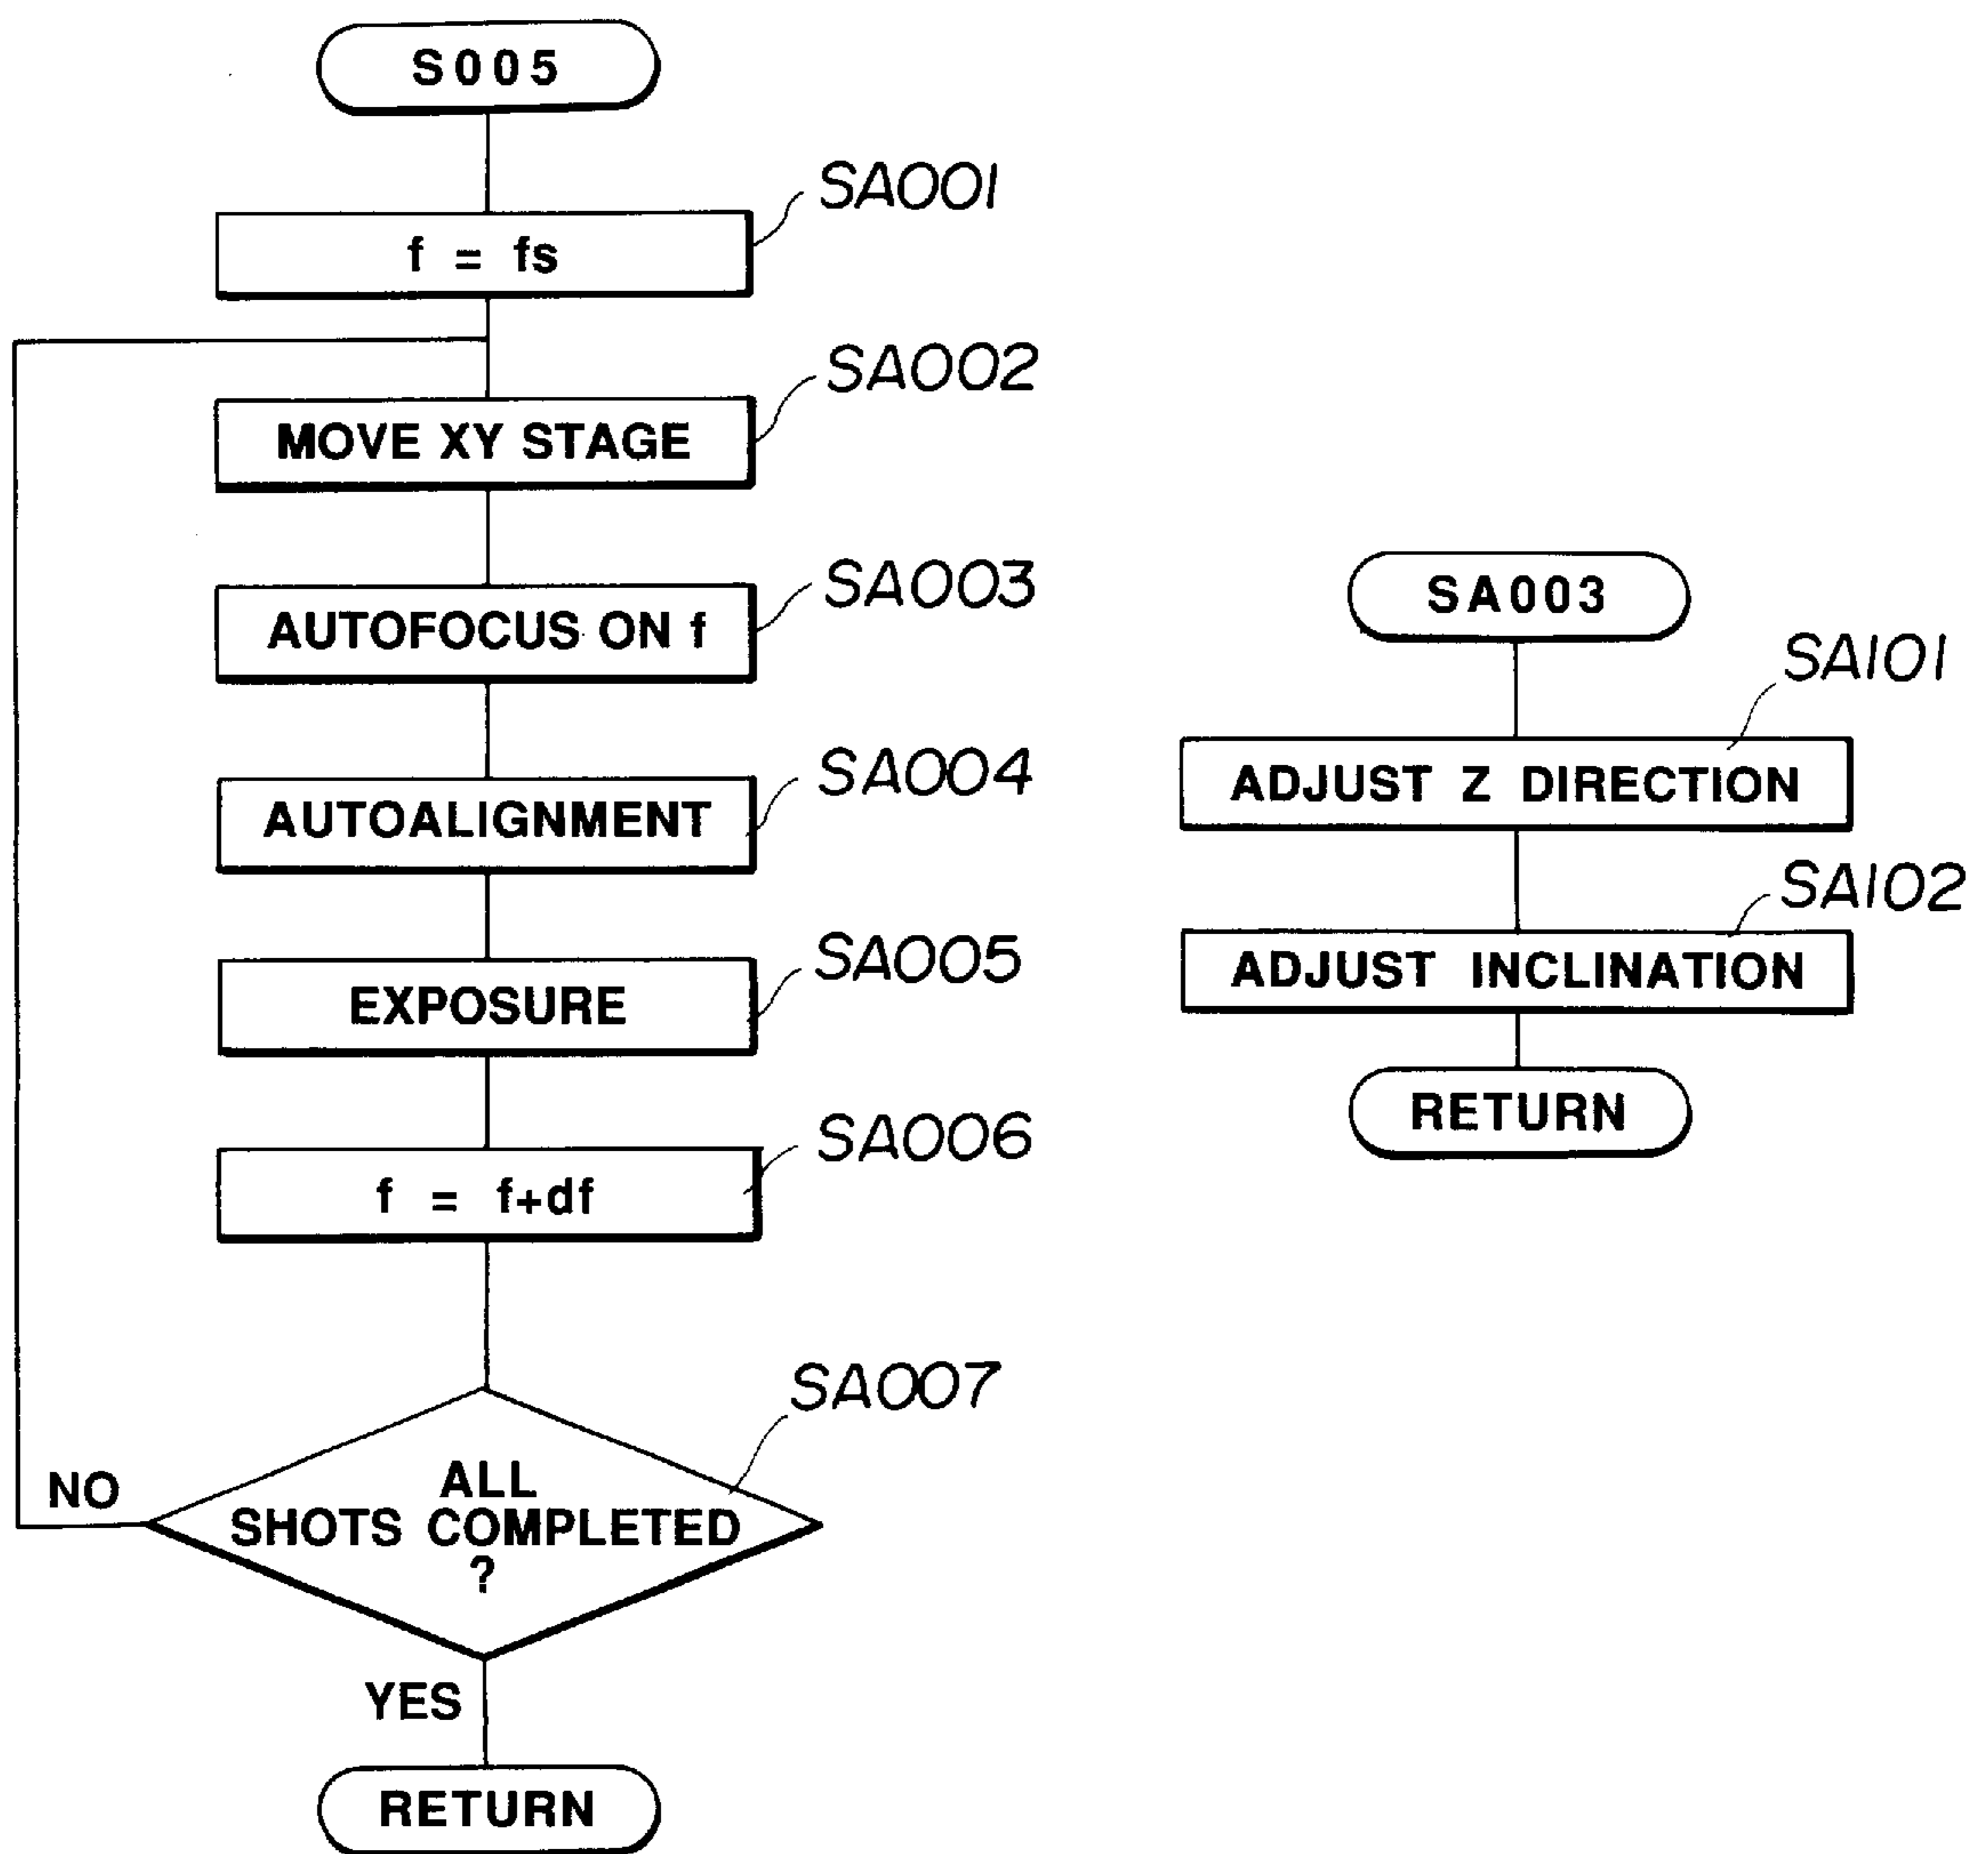 S005
SA001
f = fs
SA002
MOVE XY STAGE
SA003
AUTOFOCUS ON f
SA004
AUTOALIGNMENT
SA005
EXPOSURE
SA006
f = f+df
SA007
ALL
SHOTS COMPLETED
?
NO
YES
RETURN
SA003
SA101
ADJUST Z DIRECTION
SA102
ADJUST INCLINATION
RETURN